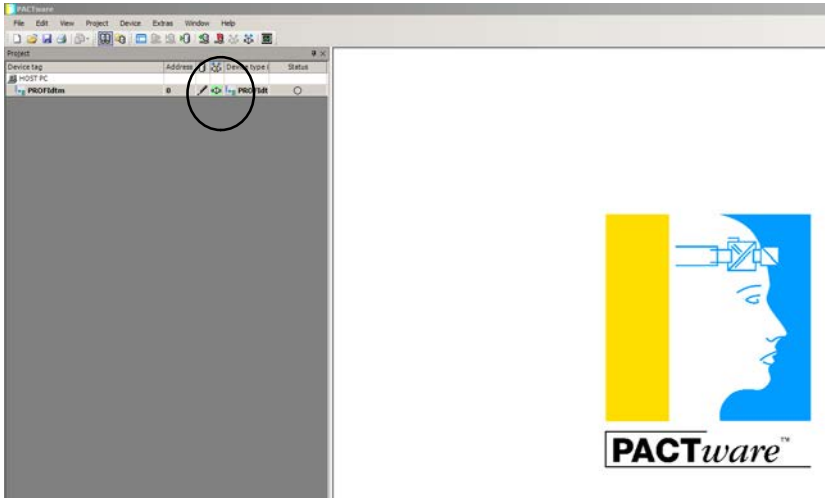 PACTware
File Edit View Project Device Extras Window Help
Project
Device tag Address Device type ( Status
HOST PC
PROFIdtm 0 PROFIdt
PACTware™